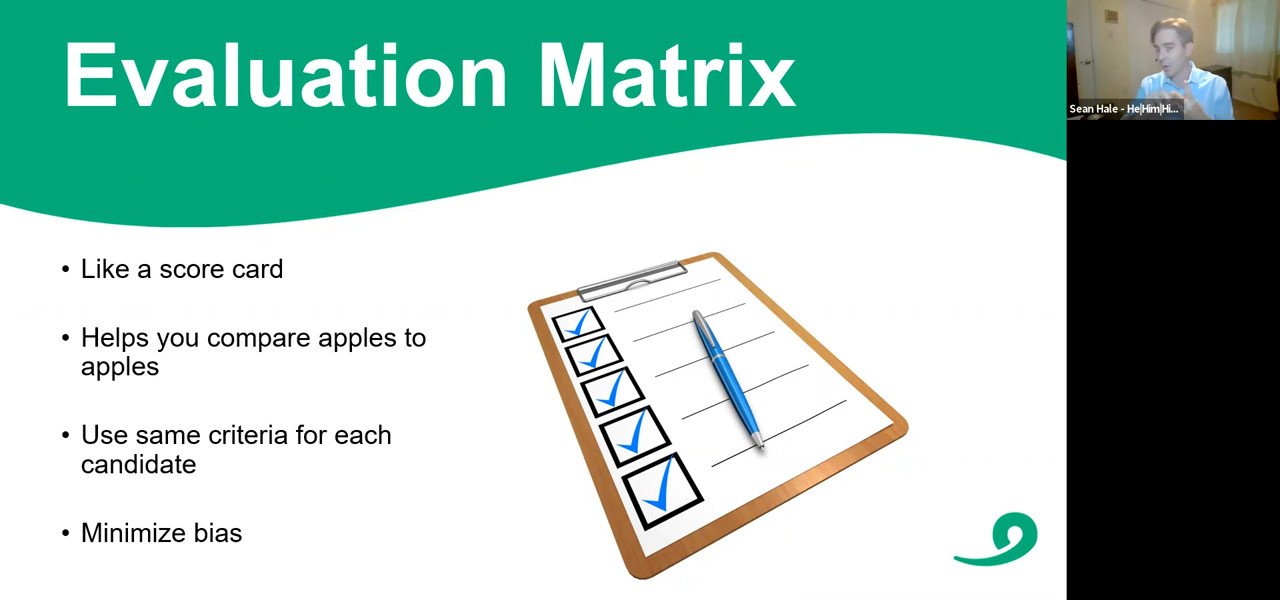 Evaluation Matrix
Sean Hale - He|Him|Hi...
• Like a score card
• Helps you compare apples to
apples
• Use same criteria for each
candidate
• Minimize bias